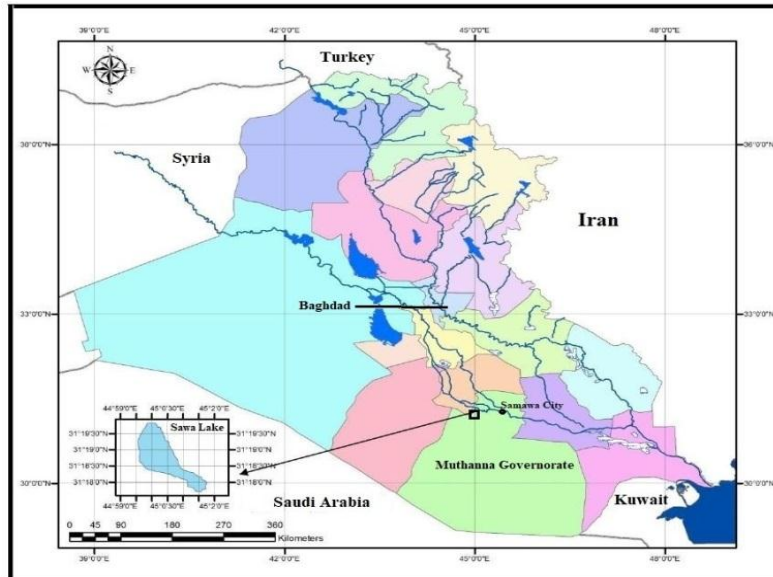 39°0'0"E 42°0'0"E 45°0'0"E 48°0'0"E
N
W E
S
Turkey
36°0'0"N 36°0'0"N
Syria
Iran
33°0'0"N 33°0'0"N
Baghdad
Samawa City
44°59'0"E 45°0'30"E 45°2'0"E
Sawa Lake
31°19'30"N 31°19'30"N
31°19'0"N 31°19'0"N
31°18'30"N 31°18'30"N
31°18'0"N 31°18'0"N
44°59'0"E 45°0'30"E 45°2'0"E
Muthanna Governorate
30°0'0"N 30°0'0"N
Saudi Arabia
Kuwait
0 45 90 180 270 360
Kilometers
39°0'0"E 42°0'0"E 45°0'0"E 48°0'0"E